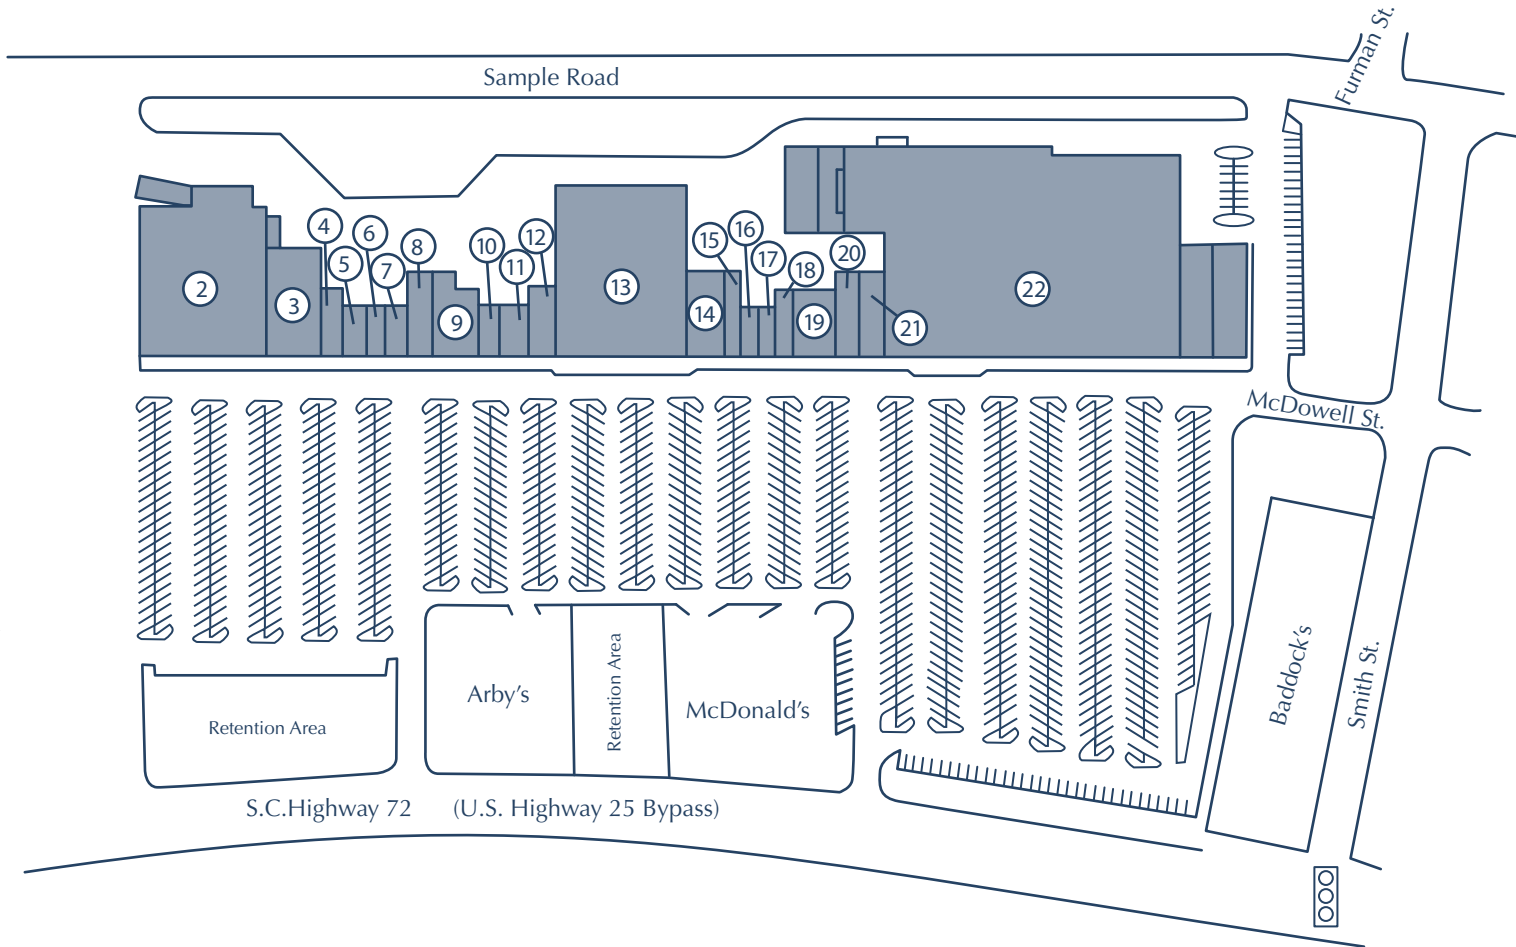 Furman St.
Sample Road
4
6
16
12
8
10
15
20
5
11
17
7
18
2
13
22
3
14
9
19
21
McDowell St.
Baddock's
Smith St.
Arby's
Retention Area
McDonald's
Retention Area
S.C.Highway 72 (U.S. Highway 25 Bypass)